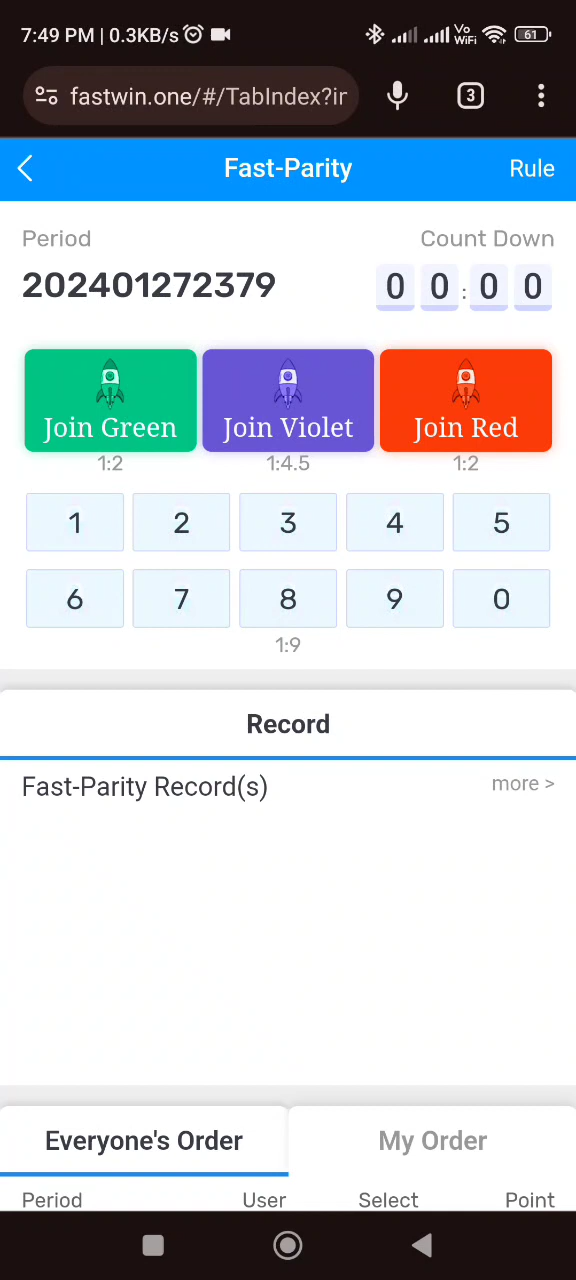 7:49 PM | 0.3KB/s
Vo WiFi 61
fastwin.one/#/TabIndex?ir
3
Fast-Parity
Rule
Period
Count Down
202401272379
0 0 : 0 0
Join Green
Join Violet
Join Red
1:2
1:4.5
1:2
1 2 3 4 5
6 7 8 9 0
1:9
Record
Fast-Parity Record(s)
more >
Everyone's Order
My Order
Period User Select Point